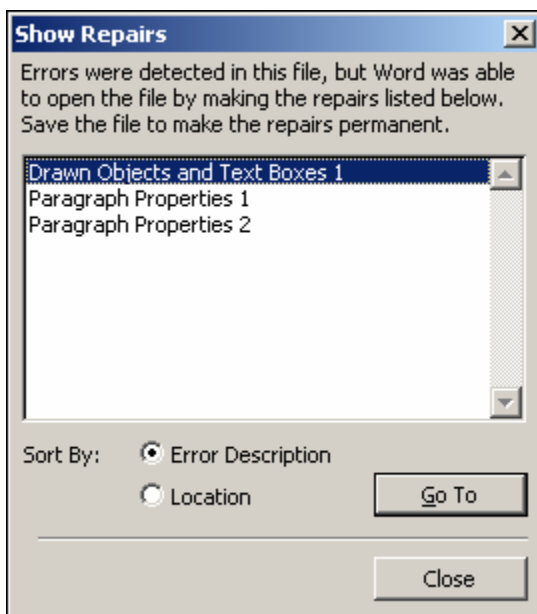 Show Repairs
Errors were detected in this file, but Word was able
to open the file by making the repairs listed below.
Save the file to make the repairs permanent.
Drawn Objects and Text Boxes 1
Paragraph Properties 1
Paragraph Properties 2
Sort By:
Error Description
Location
Go To
Close